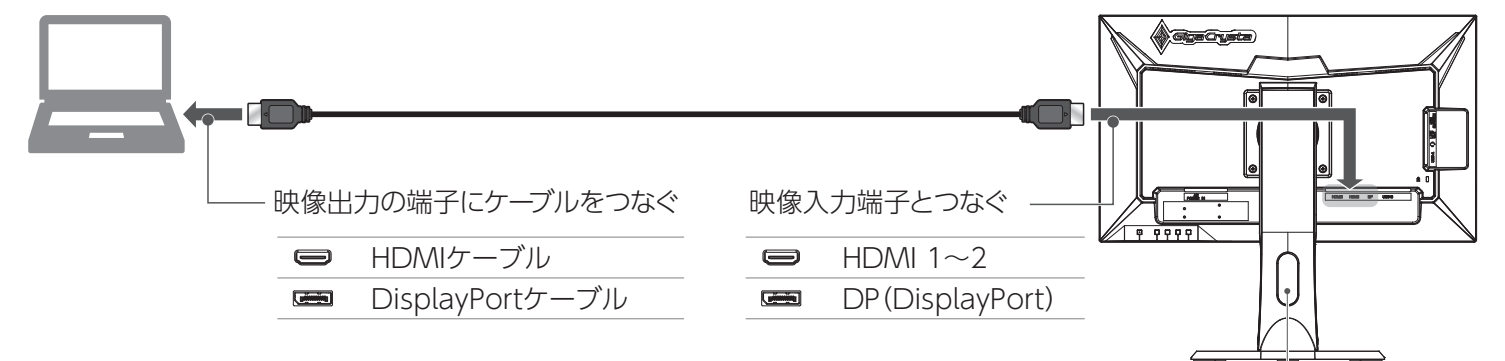 GigaCrysta
映像出力の端子にケーブルをつなぐ
HDMIケーブル
DisplayPortケーブル
映像入力端子とつなぐ
HDMI 1～2
DP(DisplayPort)